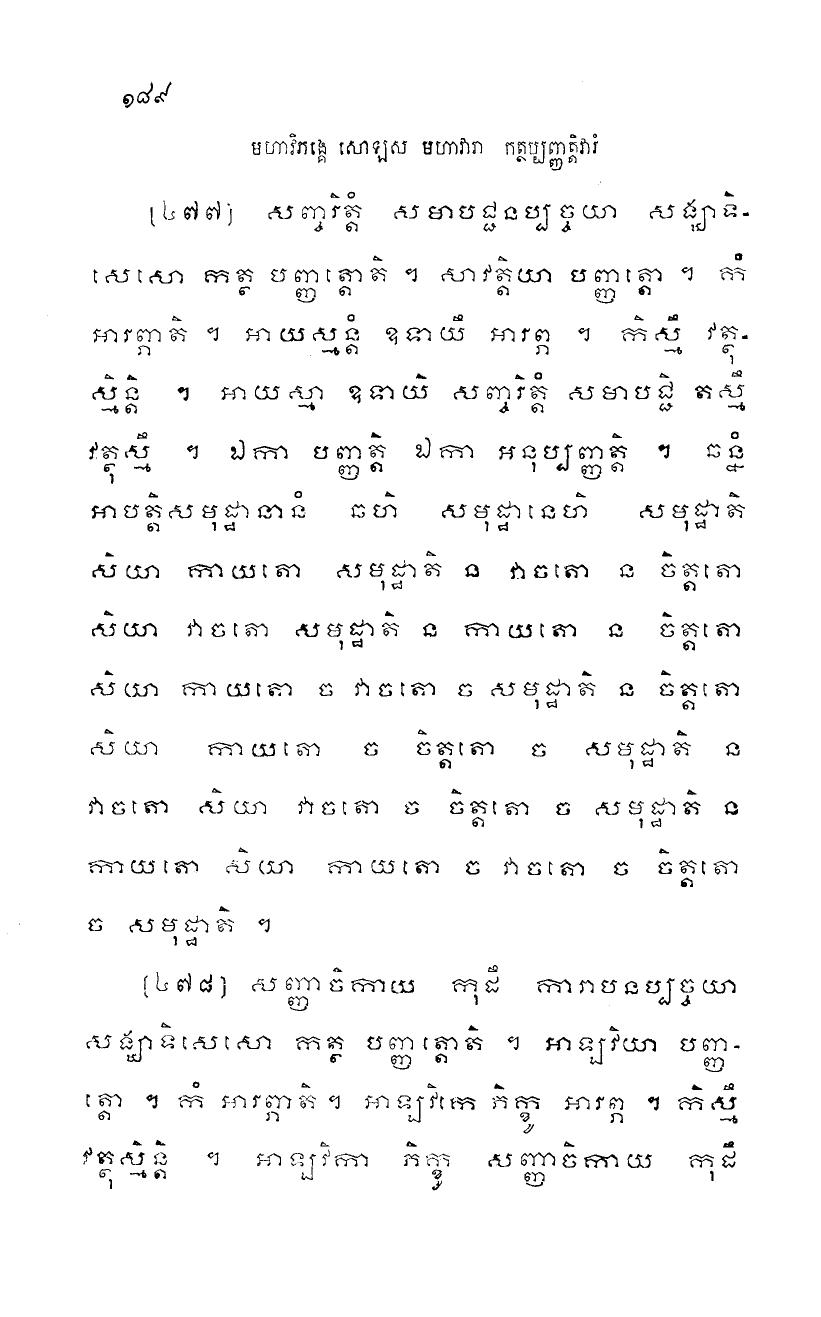 ១៨៩
មហាវិភង្គេ សោឡស មហាវារា កត្ថប្បញ្ញត្តិវារំ
[៤៧៧] សញ្ចរិត្តំ សមាបជ្ជនប្បច្ចយា សង្ឃាទិ-
សេសោ កត្ថ បញ្ញត្តោតិ ។ សាវត្ថិយា បញ្ញត្តោ ។ កំ
អារព្ភាតិ ។ អាយស្មន្តំ ឧទាយឹ អារព្ភ ។ កិស្មឹ វត្ថុ-
ស្មិន្តិ ។ អាយស្មា ឧទាយិ សញ្ចរិត្តំ សមាបជ្ជិ តស្មឹ
វត្ថុស្មឹ ។ ឯកា បញ្ញត្តិ ឯកា អនុប្បញ្ញត្តិ ។ ឆន្នំ
អាបត្តិសមុដ្ឋានានំ ឆហិ សមុដ្ឋានេហិ សមុដ្ឋាតិ
សិយា កាយតោ សមុដ្ឋាតិ ន វាចតោ ន ចិត្តតោ
សិយា វាចតោ សមុដ្ឋាតិ ន កាយតោ ន ចិត្តតោ
សិយា កាយតោ ច វាចតោ ច សមុដ្ឋាតិ ន ចិត្តតោ
សិយា កាយតោ ច ចិត្តតោ ច សមុដ្ឋាតិ ន
វាចតោ សិយា វាចតោ ច ចិត្តតោ ច សមុដ្ឋាតិ ន
កាយតោ សិយា កាយតោ ច វាចតោ ច ចិត្តតោ
ច សមុដ្ឋាតិ ។
[៤៧៨] សញ្ញាចិកាយ កុដឹ ការាបនប្បច្ចយា
សង្ឃាទិសេសោ កត្ថ បញ្ញត្តោតិ ។ អាឡវិយា បញ្ញ-
ត្តោ ។ កំ អារព្ភាតិ ។ អាឡវិកេ ភិក្ខូ អារព្ភ ។ កិស្មឹ
វត្ថុស្មិន្តិ ។ អាឡវិកា ភិក្ខូ សញ្ញាចិកាយ កុដឹ